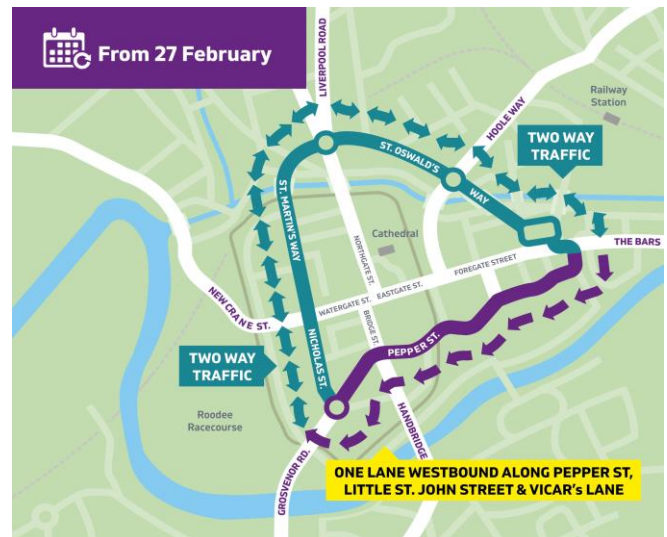 From 27 February
LIVERPOOL ROAD
HOOLE WAY
Railway
Station
TWO WAY
TRAFFIC
ST. OSWALD'S
WAY
ST. MARTIN'S WAY
NORTHGATE ST.
Cathedral
THE BARS
FOREGATE STREET
NEW CRANE ST.
WATERGATE ST.
EASTGATE ST.
BRIDGE ST.
PEPPER ST.
TWO WAY
TRAFFIC
NICHOLAS ST.
Roodee
Racecourse
HANDBRIDGE
GROSVENOR RD.
ONE LANE WESTBOUND ALONG PEPPER ST,
LITTLE ST. JOHN STREET & VICAR's LANE